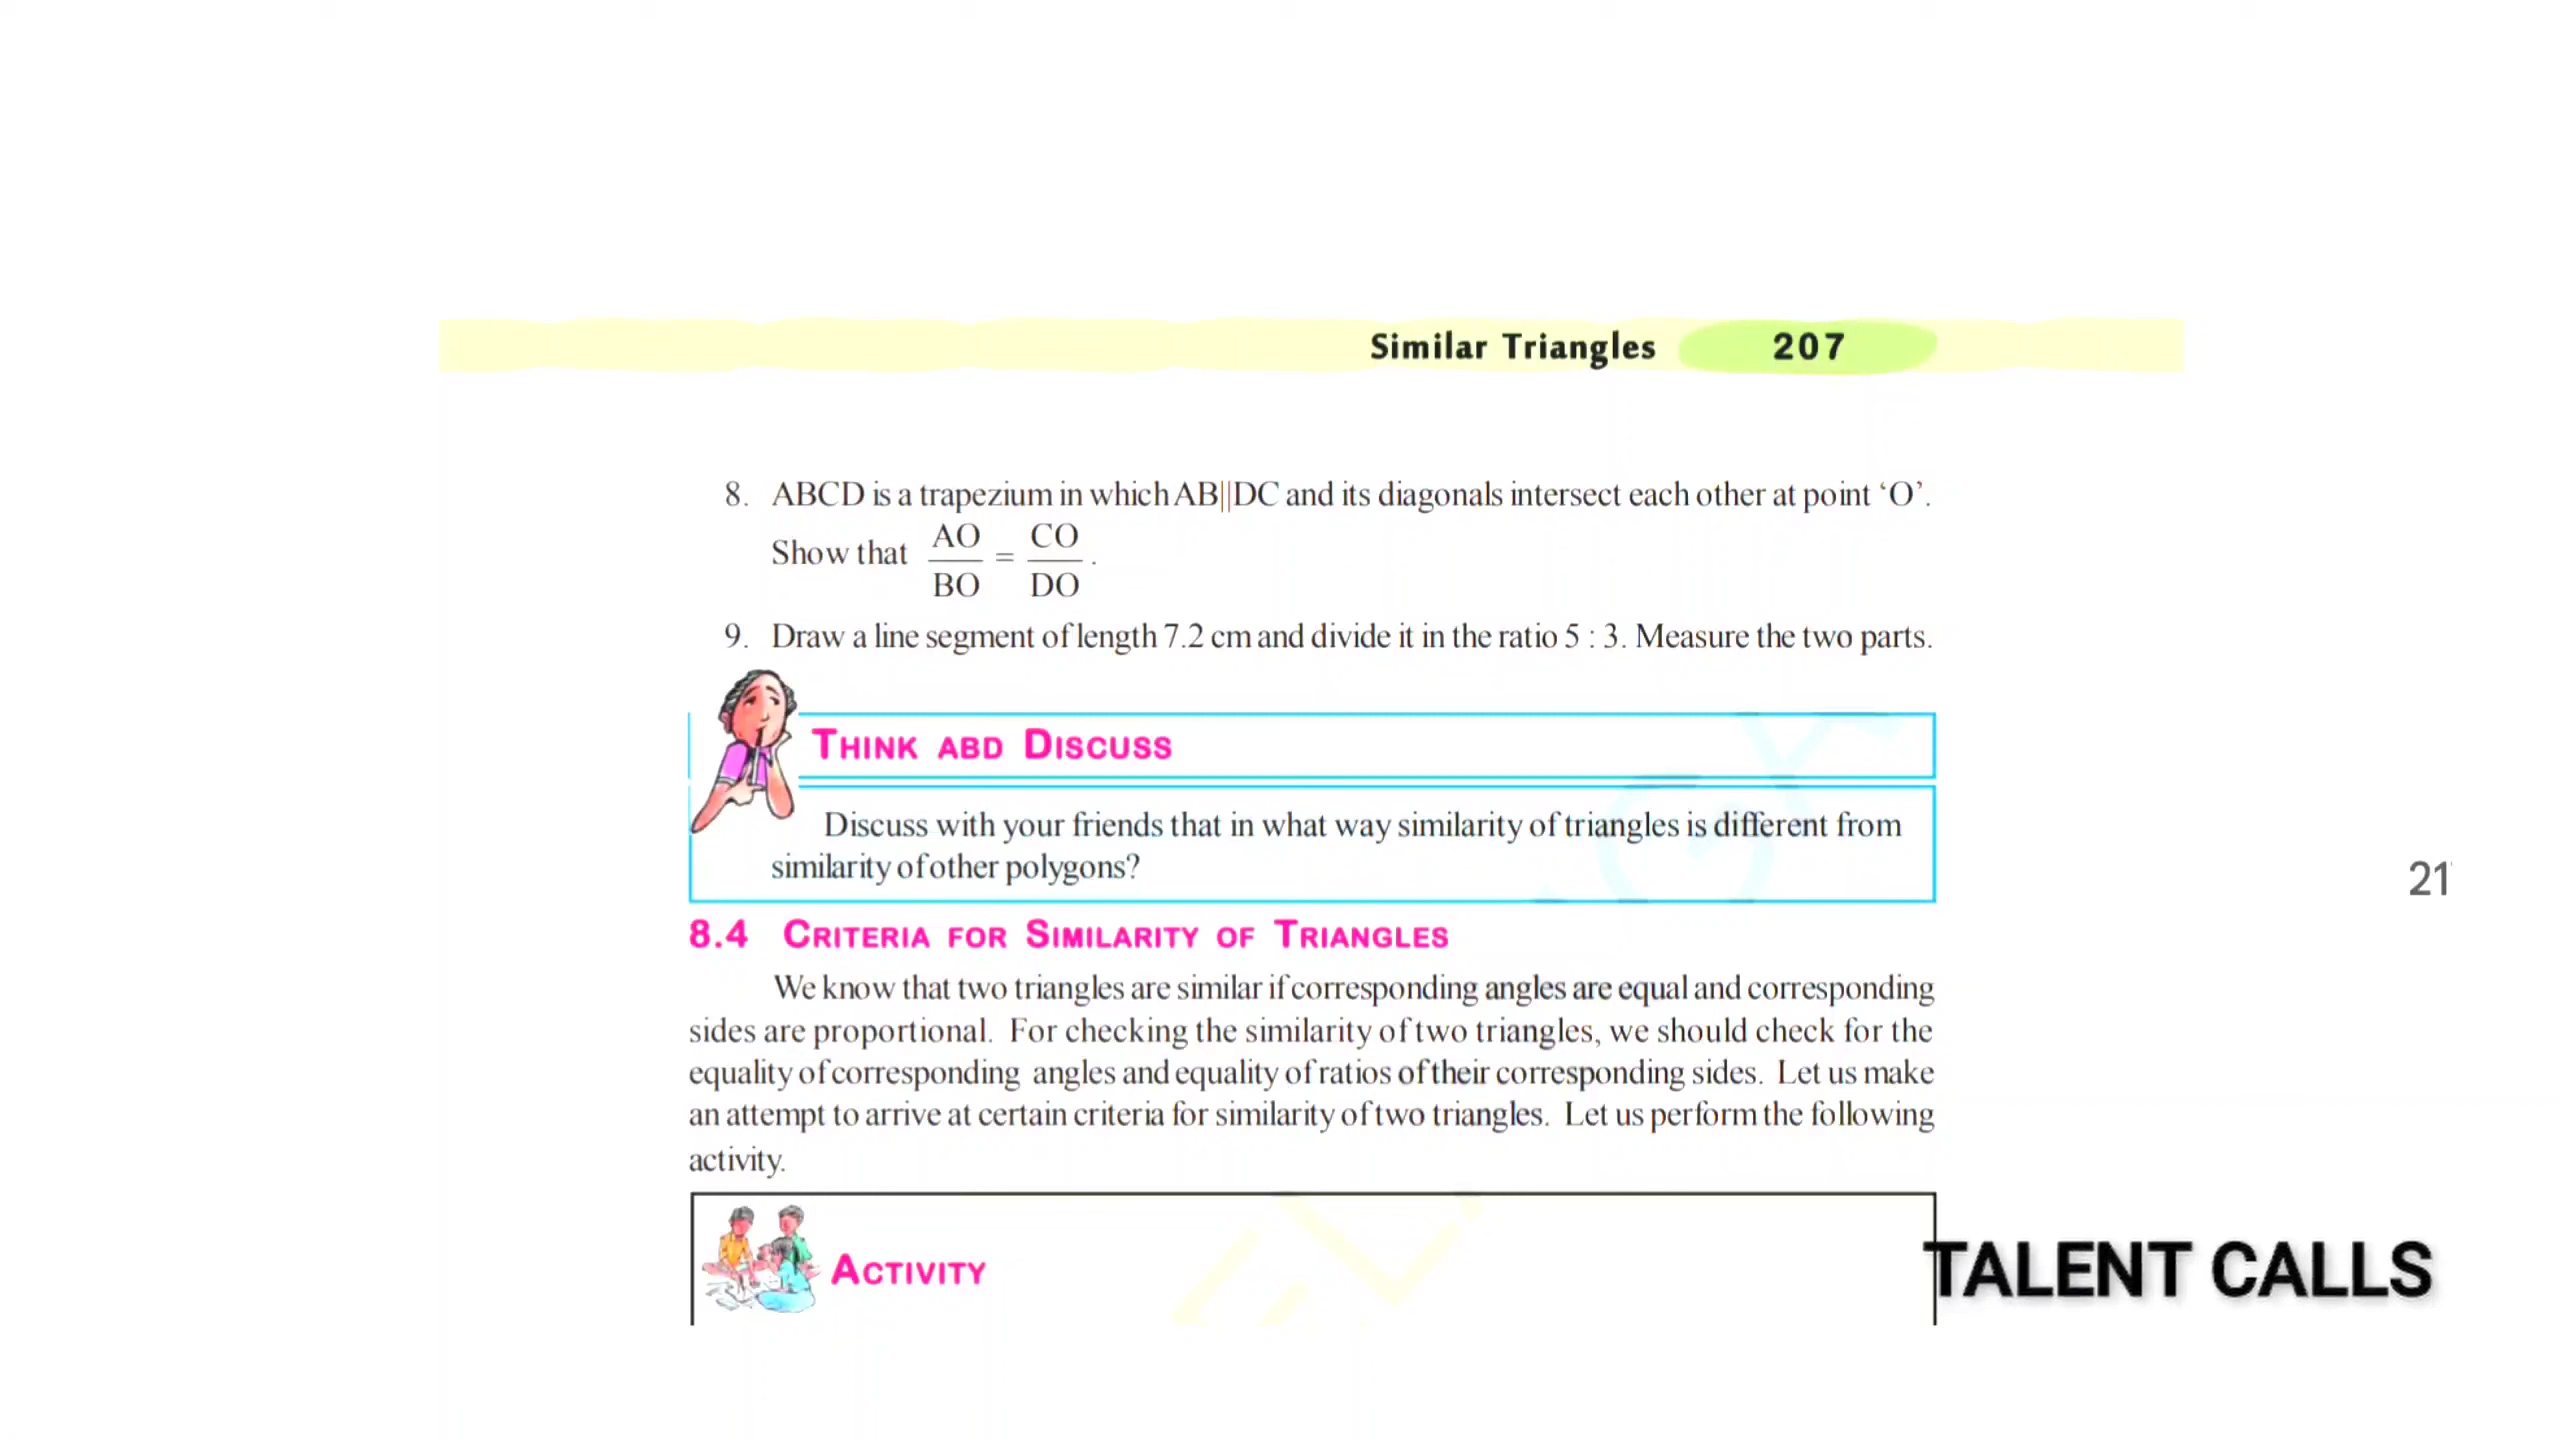 Similar Triangles 207
8. ABCD is a trapezium in which AB||DC and its diagonals intersect each other at point ‘O’.
Show that AO/BO = CO/DO.
9. Draw a line segment of length 7.2 cm and divide it in the ratio 5 : 3. Measure the two parts.
THINK ABD DISCUSS
Discuss with your friends that in what way similarity of triangles is different from
similarity of other polygons?
21
8.4 CRITERIA FOR SIMILARITY OF TRIANGLES
We know that two triangles are similar if corresponding angles are equal and corresponding
sides are proportional. For checking the similarity of two triangles, we should check for the
equality of corresponding angles and equality of ratios of their corresponding sides. Let us make
an attempt to arrive at certain criteria for similarity of two triangles. Let us perform the following
activity.
ACTIVITY
TALENT CALLS